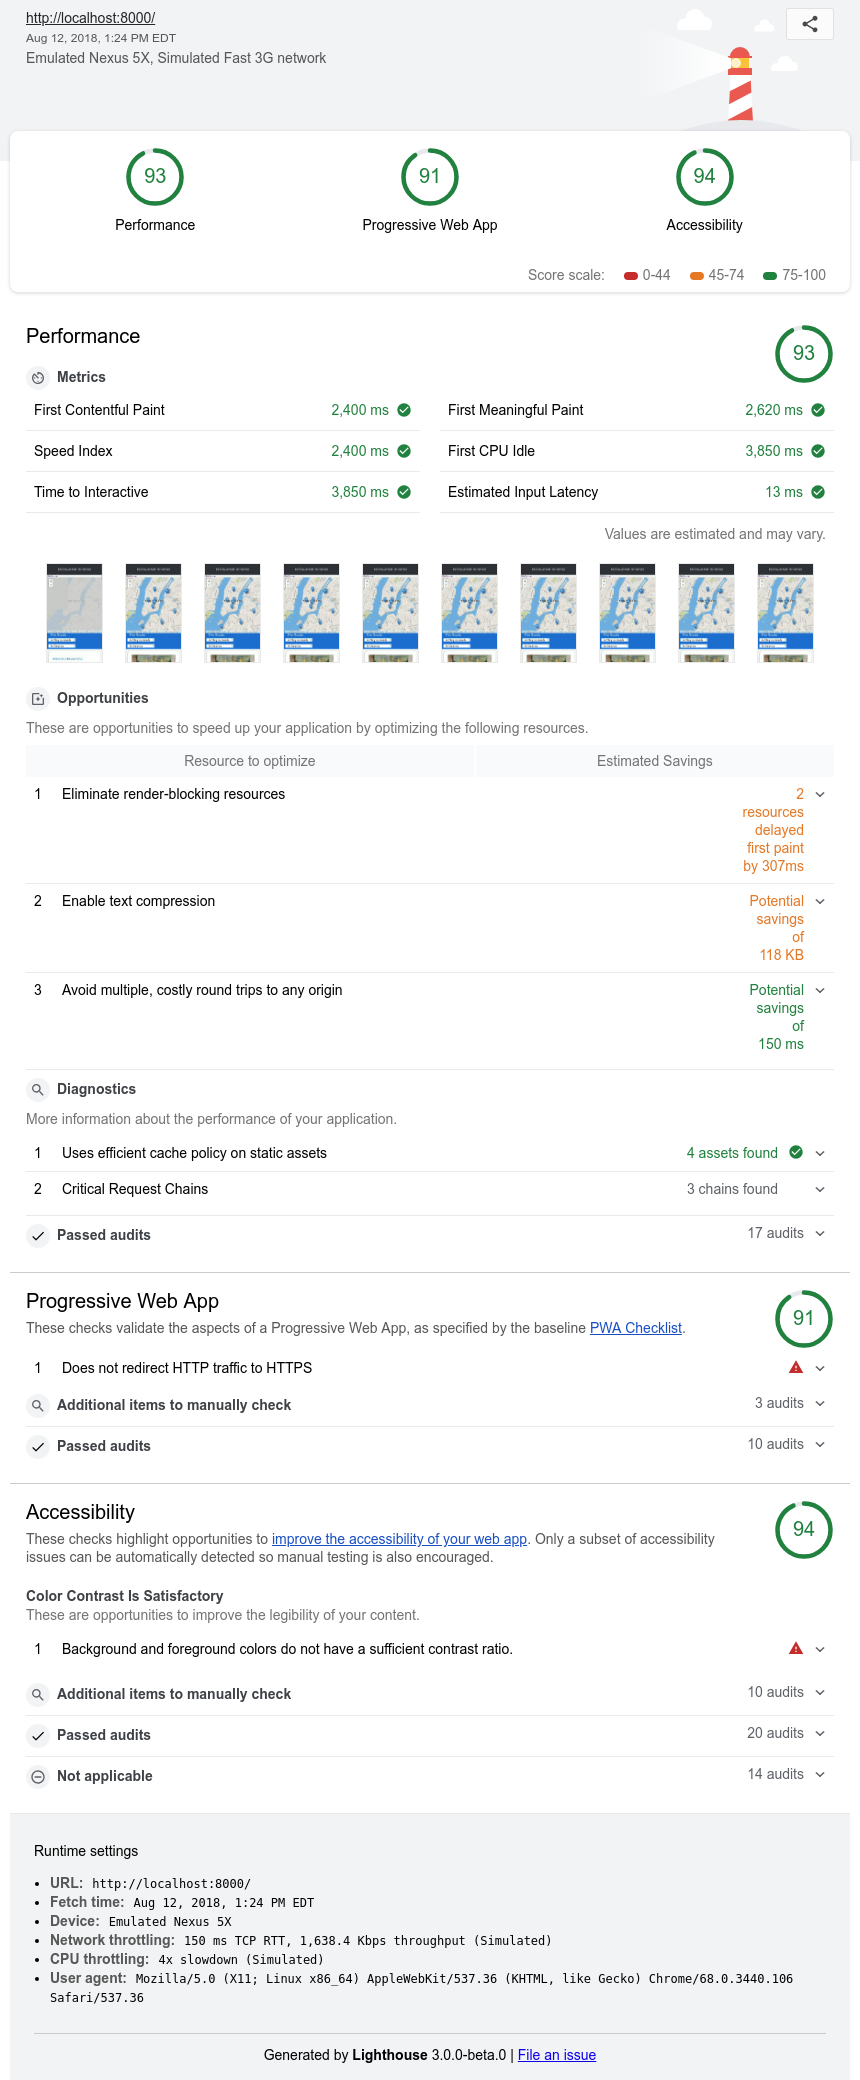 http://localhost:8000/
Aug 12, 2018, 1:24 PM EDT
Emulated Nexus 5X, Simulated Fast 3G network
93
91
94
Performance
Progressive Web App
Accessibility
Score scale: 0-44 45-74 75-100
Performance
93
Metrics
First Contentful Paint 2,400 ms
First Meaningful Paint 2,620 ms
Speed Index 2,400 ms
First CPU Idle 3,850 ms
Time to Interactive 3,850 ms
Estimated Input Latency 13 ms
Values are estimated and may vary.
Opportunities
These are opportunities to speed up your application by optimizing the following resources.
Resource to optimize Estimated Savings
1 Eliminate render-blocking resources 2
resources
delayed
first paint
by 307ms
2 Enable text compression Potential
savings
of
118 KB
3 Avoid multiple, costly round trips to any origin Potential
savings
of
150 ms
Diagnostics
More information about the performance of your application.
1 Uses efficient cache policy on static assets 4 assets found
2 Critical Request Chains 3 chains found
Passed audits 17 audits
Progressive Web App
91
These checks validate the aspects of a Progressive Web App, as specified by the baseline PWA Checklist.
1 Does not redirect HTTP traffic to HTTPS
Additional items to manually check 3 audits
Passed audits 10 audits
Accessibility
94
These checks highlight opportunities to improve the accessibility of your web app. Only a subset of accessibility
issues can be automatically detected so manual testing is also encouraged.
Color Contrast Is Satisfactory
These are opportunities to improve the legibility of your content.
1 Background and foreground colors do not have a sufficient contrast ratio.
Additional items to manually check 10 audits
Passed audits 20 audits
Not applicable 14 audits
Runtime settings
• URL: http://localhost:8000/
• Fetch time: Aug 12, 2018, 1:24 PM EDT
• Device: Emulated Nexus 5X
• Network throttling: 150 ms TCP RTT, 1,638.4 Kbps throughput (Simulated)
• CPU throttling: 4x slowdown (Simulated)
• User agent: Mozilla/5.0 (X11; Linux x86_64) AppleWebKit/537.36 (KHTML, like Gecko) Chrome/68.0.3440.106
Safari/537.36
Generated by Lighthouse 3.0.0-beta.0 | File an issue